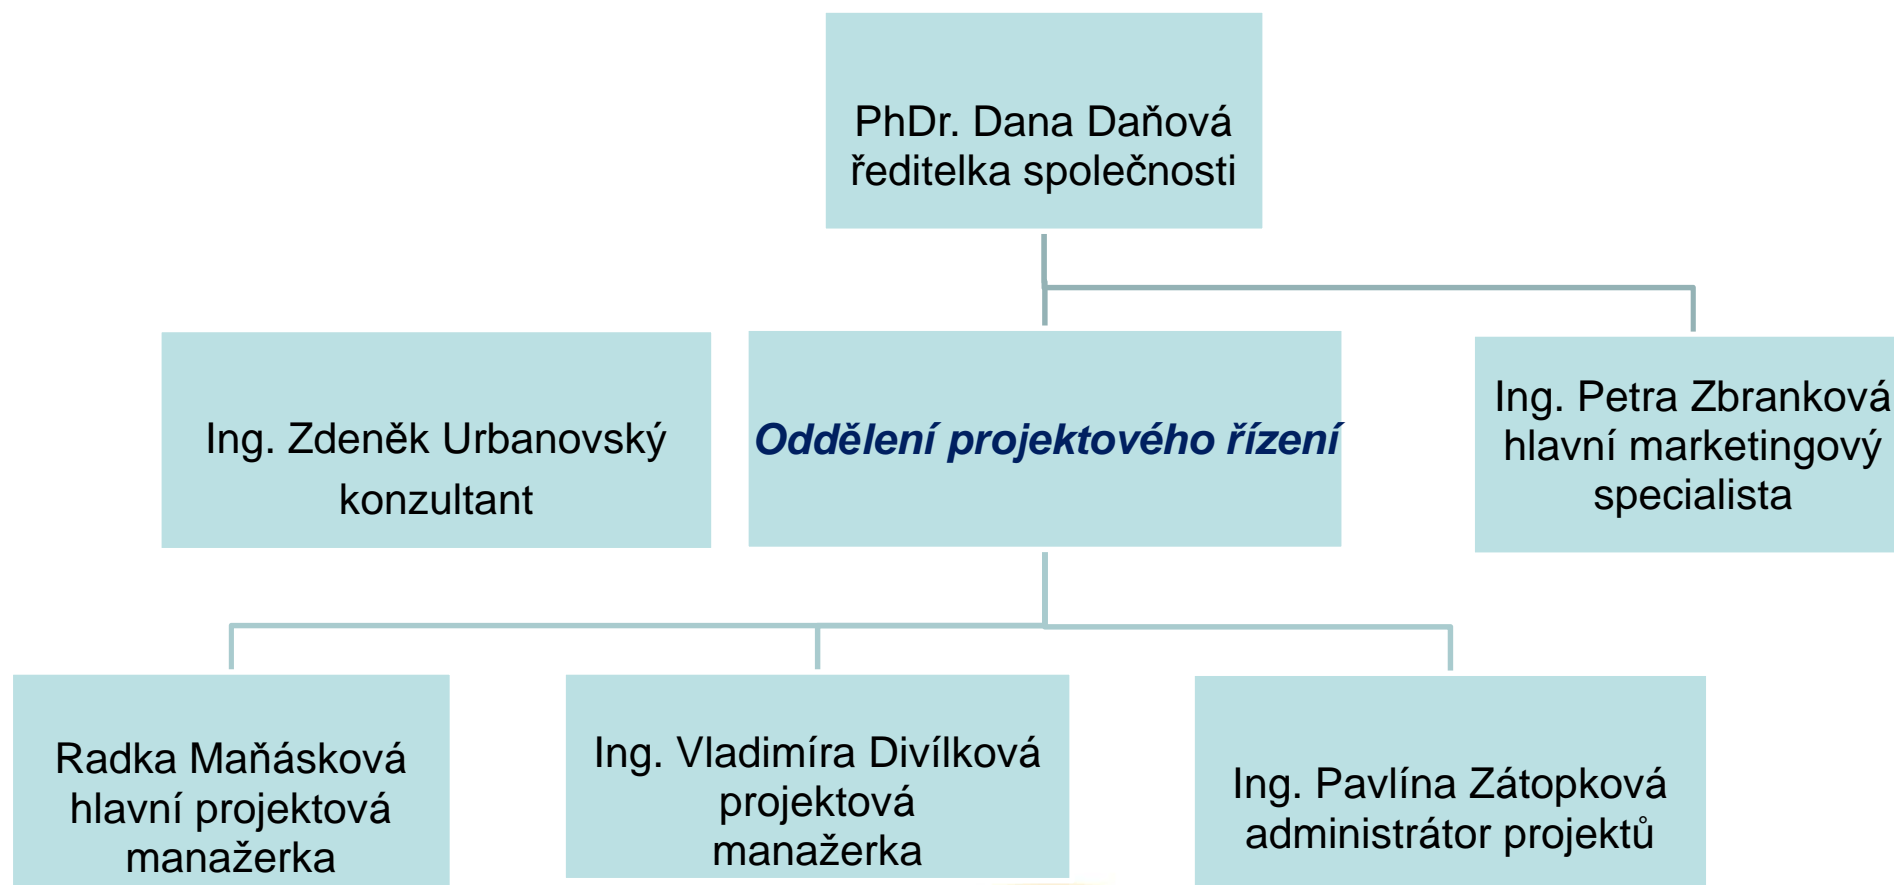 PhDr. Dana Daňová
ředitelka společnosti
Ing. Zdeněk Urbanovský
konzultant
Oddělení projektového řízení
Ing. Petra Zbranková
hlavní marketingový
specialista
Radka Maňásková
hlavní projektová
manažerka
Ing. Vladimíra Divílková
projektová
manažerka
Ing. Pavlína Zátopková
administrátor projektů